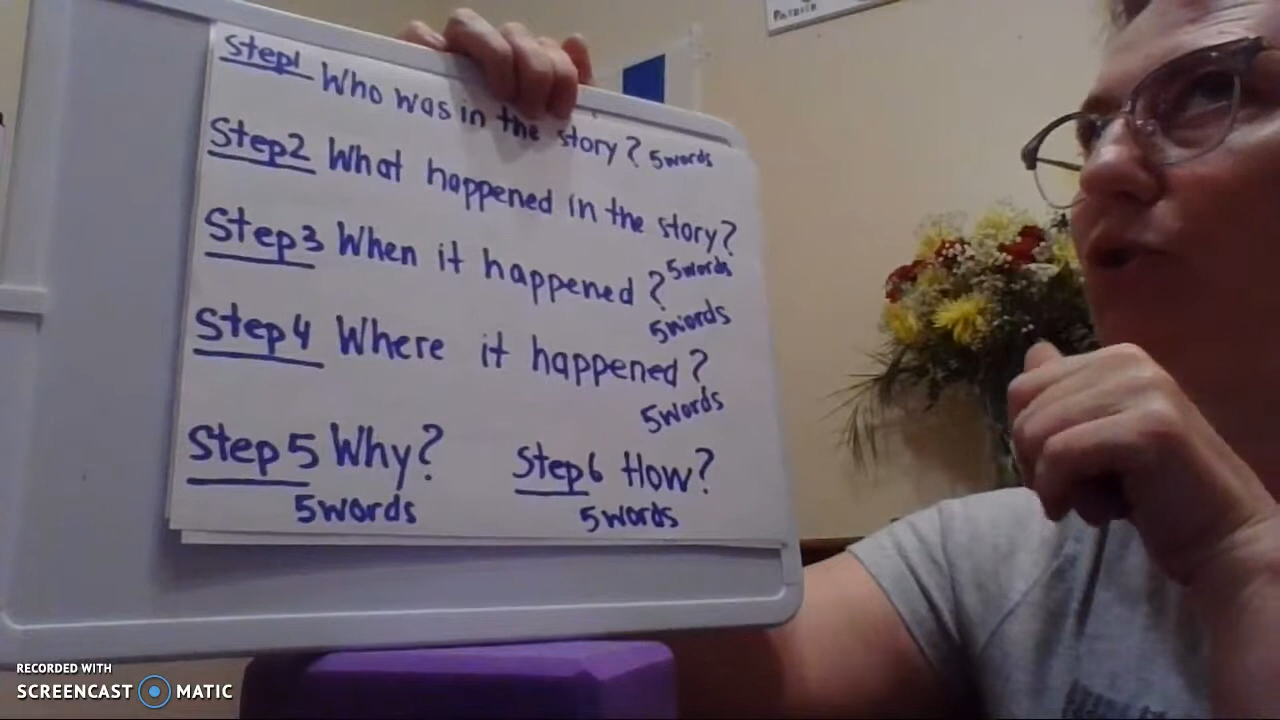 PATRICK
Step1 Who was in the story? 5words
Step2 What happened in the story?
5words
Step3 When it happened?
5words
Step4 Where it happened?
5words
Step5 Why? Step6 How?
5words 5words
RECORDED WITH
SCREENCAST MATIC